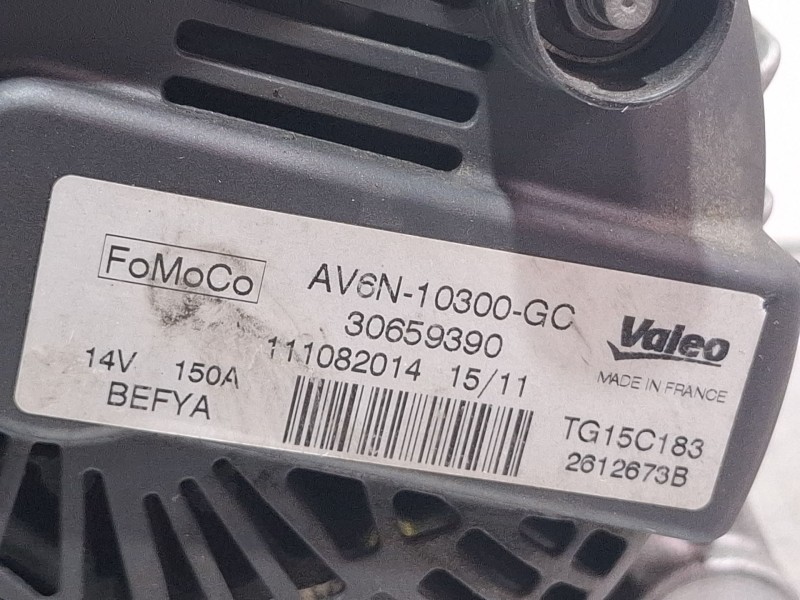 FoMoCo
AV6N-10300-GC
30659390
111082014 15/11
14V 150A
BEFYA
Valeo
MADE IN FRANCE
TG15C183
2612673B